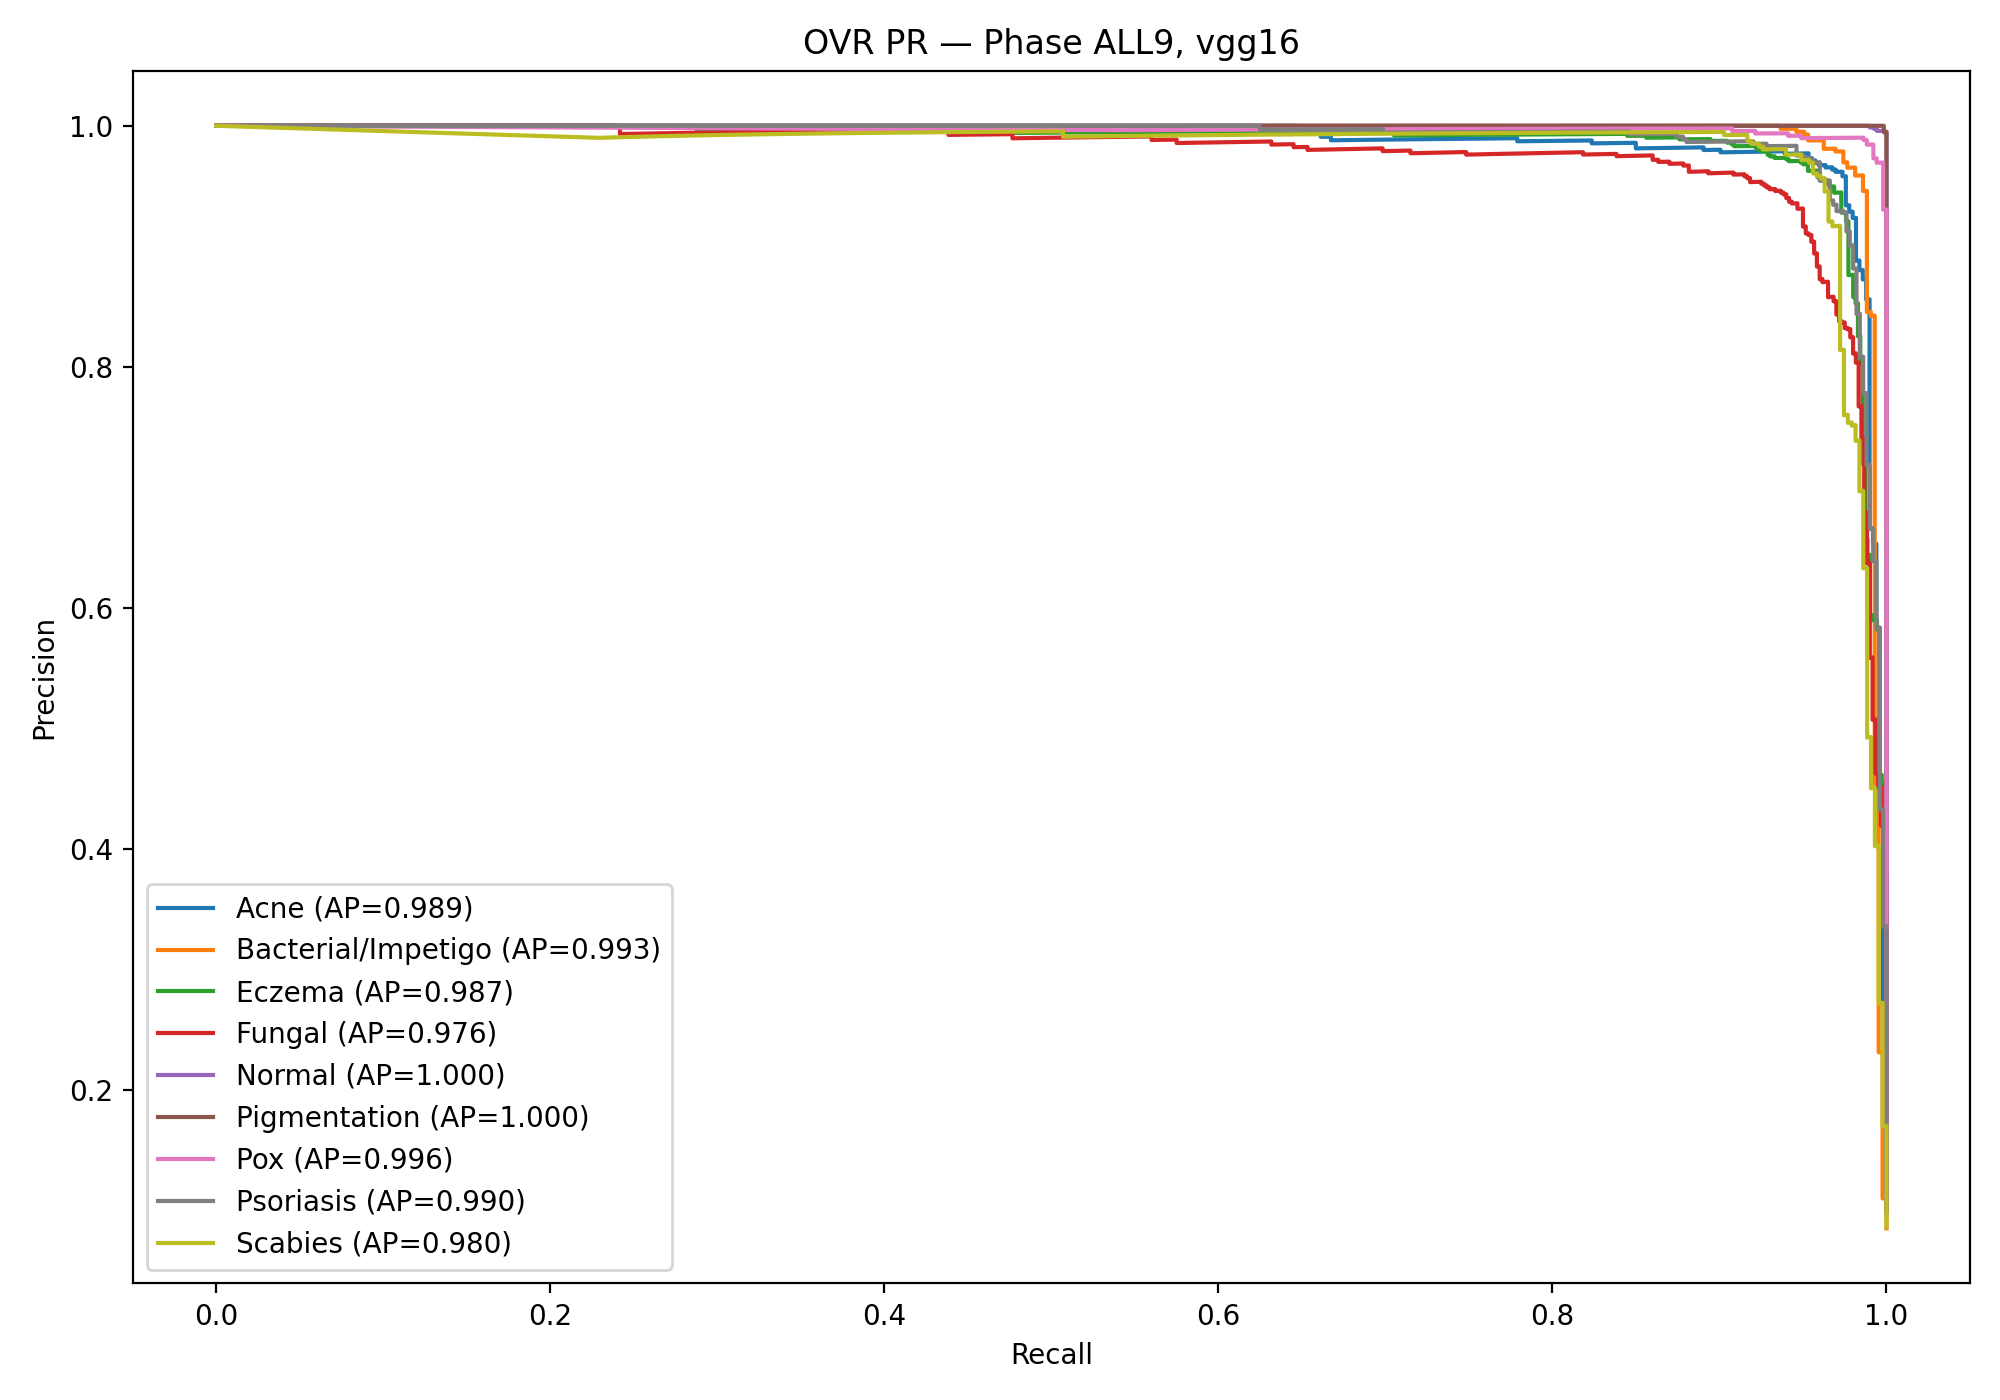 OVR PR — Phase ALL9, vgg16
1.0
0.8
0.6
0.4
0.2
Precision
Acne (AP=0.989)
Bacterial/Impetigo (AP=0.993)
Eczema (AP=0.987)
Fungal (AP=0.976)
Normal (AP=1.000)
Pigmentation (AP=1.000)
Pox (AP=0.996)
Psoriasis (AP=0.990)
Scabies (AP=0.980)
0.0 0.2 0.4 0.6 0.8 1.0
Recall